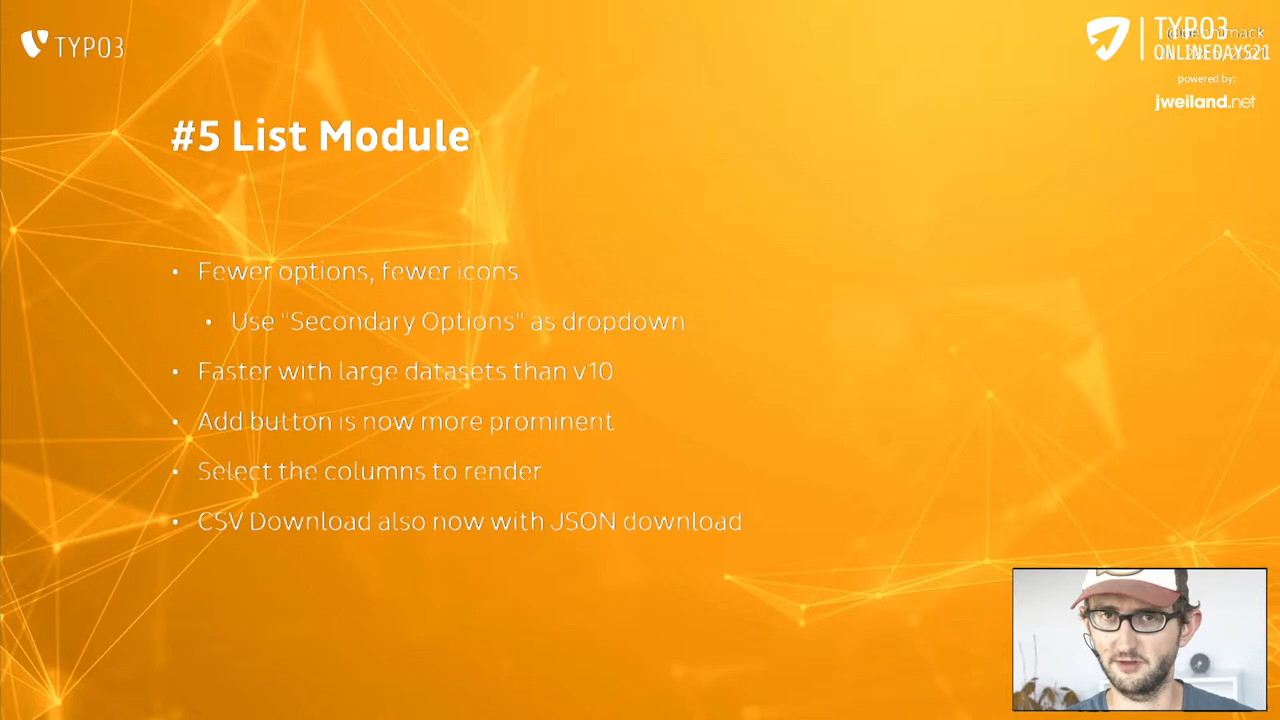 TYPO3
TYPO3
ONLINEDAYS21
powered by:
jweiland.net
#5 List Module
• Fewer options, fewer icons
• Use "Secondary Options" as dropdown
• Faster with large datasets than v10
• Add button is now more prominent
• Select the columns to render
• CSV Download also now with JSON download